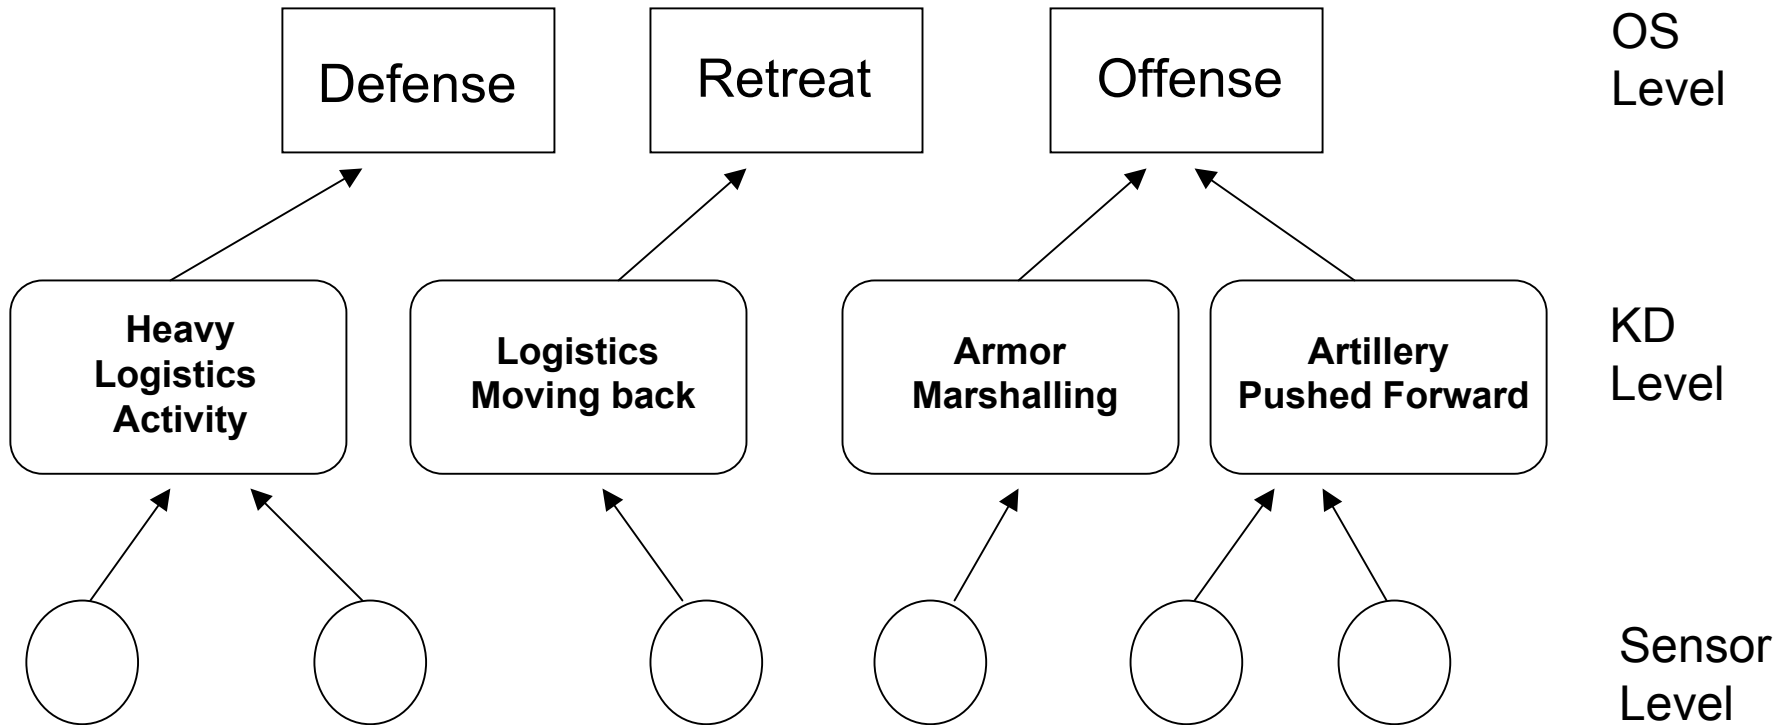 Defense
Retreat
Offense
OS
Level
Heavy
Logistics
Activity
Logistics
Moving back
Armor
Marshalling
Artillery
Pushed Forward
KD
Level
Sensor
Level